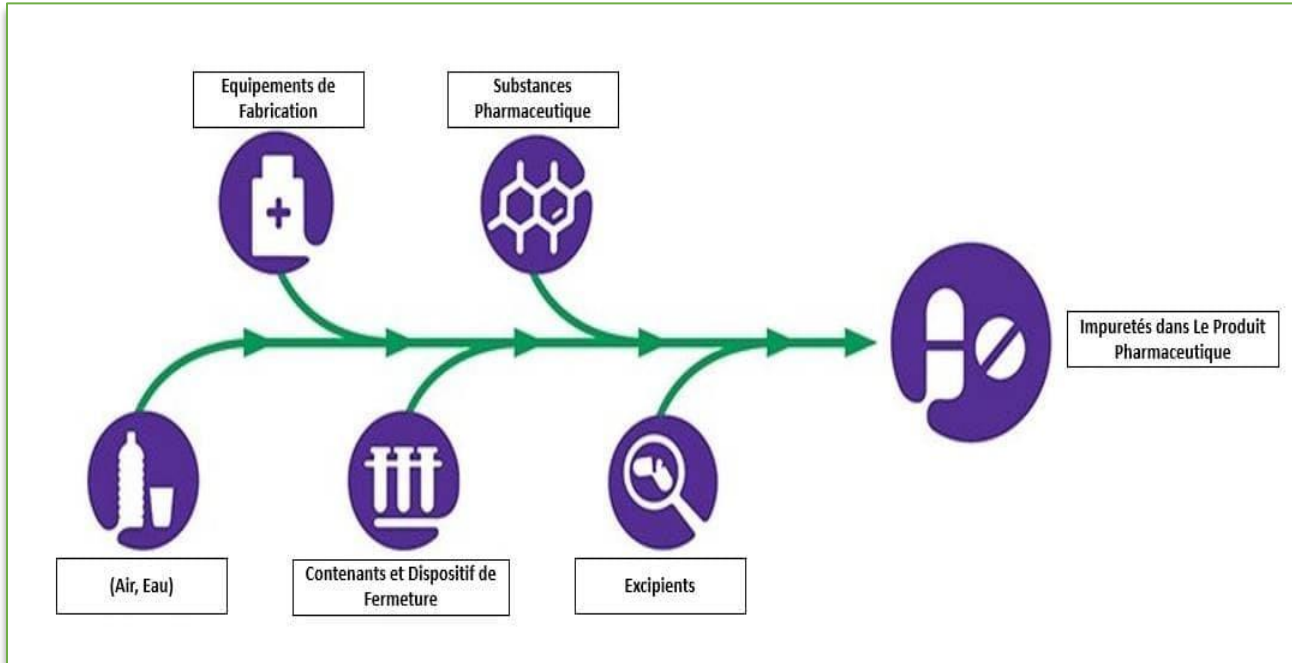 Equipements de
Fabrication
Substances
Pharmaceutique
Impuretés dans Le Produit
Pharmaceutique
(Air, Eau)
Contenants et Dispositif de
Fermeture
Excipients